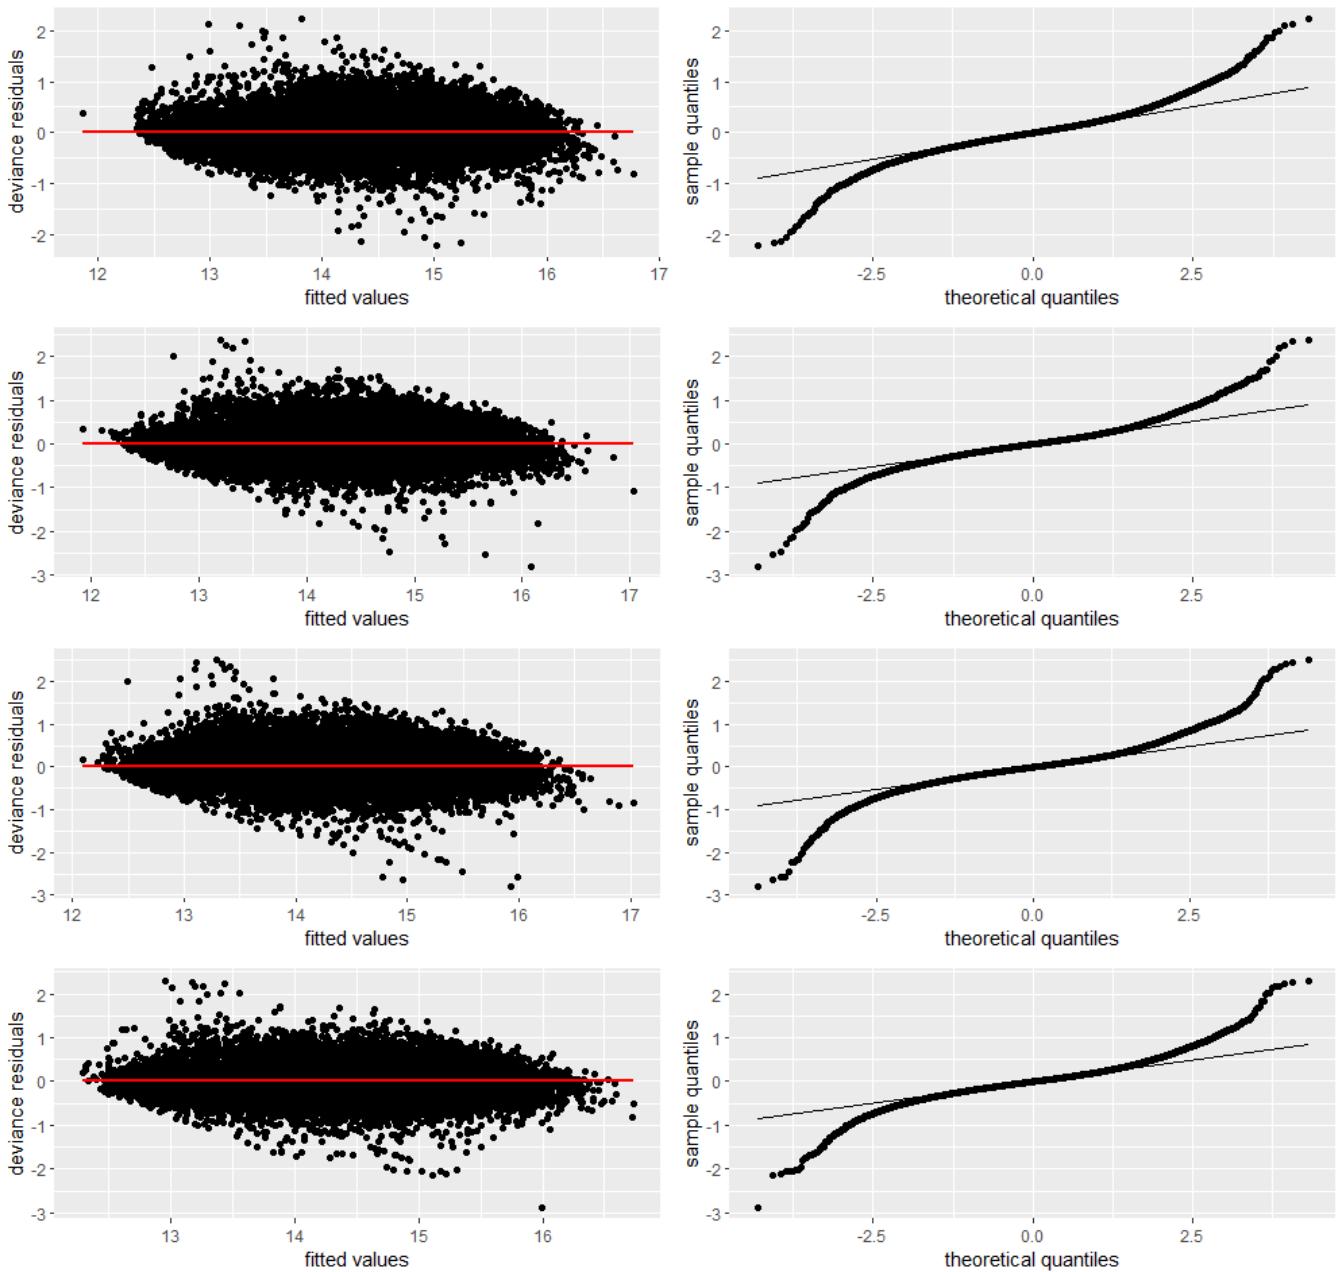 deviance residuals
2
1
0
-1
-2
12 13 14 15 16 17
fitted values
sample quantiles
2
1
0
-1
-2
-2.5 0.0 2.5
theoretical quantiles
deviance residuals
2
1
0
-1
-2
-3
12 13 14 15 16 17
fitted values
sample quantiles
2
1
0
-1
-2
-3
-2.5 0.0 2.5
theoretical quantiles
deviance residuals
2
1
0
-1
-2
-3
12 13 14 15 16 17
fitted values
sample quantiles
2
1
0
-1
-2
-3
-2.5 0.0 2.5
theoretical quantiles
deviance residuals
2
1
0
-1
-2
-3
13 14 15 16
fitted values
sample quantiles
2
1
0
-1
-2
-3
-2.5 0.0 2.5
theoretical quantiles